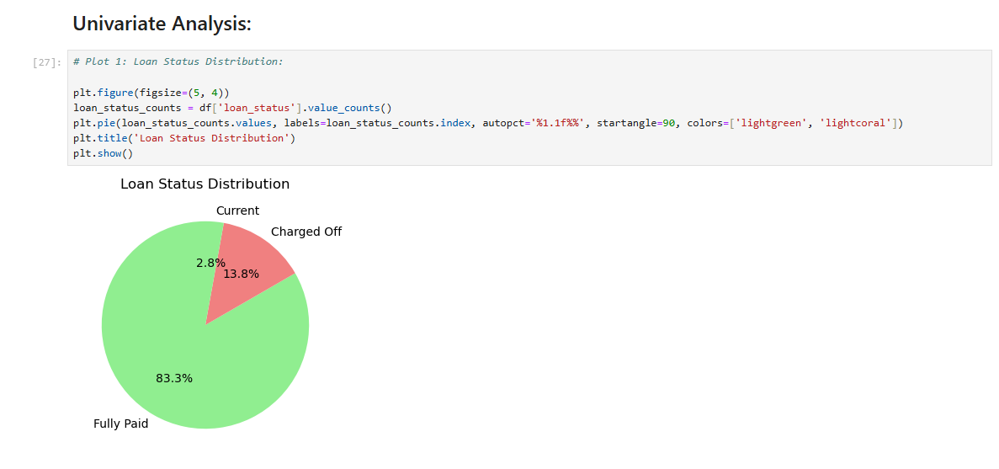 Univariate Analysis:
[27]:
# Plot 1: Loan Status Distribution:
plt.figure(figsize=(5, 4))
loan_status_counts = df['loan_status'].value_counts()
plt.pie(loan_status_counts.values, labels=loan_status_counts.index, autopct='%1.1f%%', startangle=90, colors=['lightgreen', 'lightcoral'])
plt.title('Loan Status Distribution')
plt.show()
Loan Status Distribution
Current
Charged Off
2.8%
13.8%
83.3%
Fully Paid